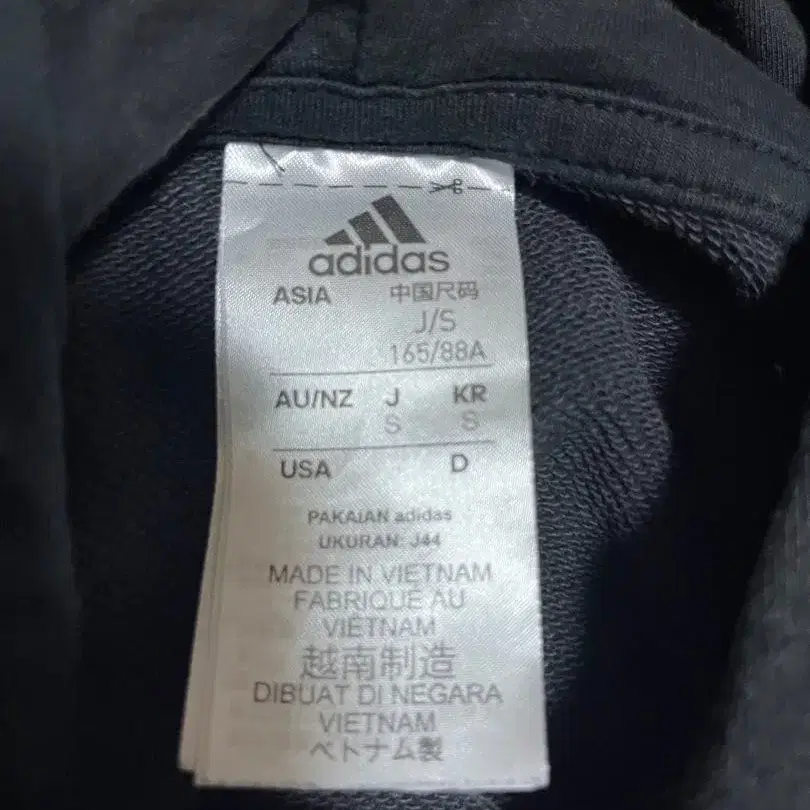 adidas
ASIA 中国尺码
J/S
165/88A
AU/NZ J KR
S S
USA D
PAKAIAN adidas
UKURAN: J44
MADE IN VIETNAM
FABRIQUÉ AU
VIETNAM
越南制造
DIBUAT DI NEGARA
VIETNAM
ベトナム製